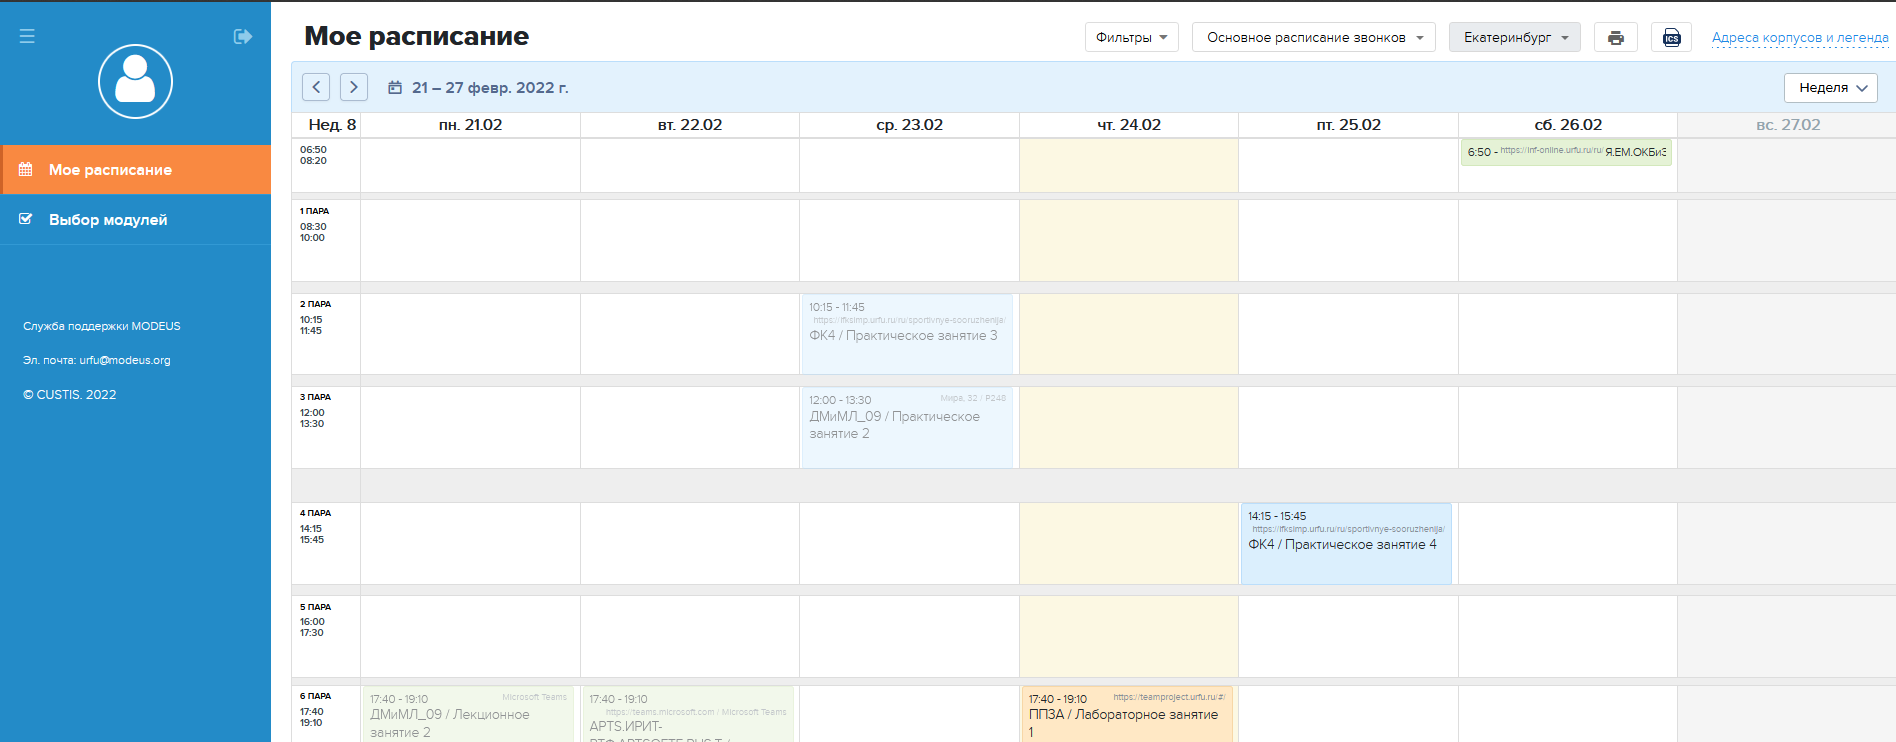 Мое расписание
Фильтры
Основное расписание звонков
Екатеринбург
ICS
Адреса корпусов и легенда
21 – 27 февр. 2022 г.
Неделя
Мое расписание
Выбор модулей
Служба поддержки MODEUS
Эл. почта: urfu@modeus.org
© CUSTIS. 2022
Нед. 8
пн. 21.02
вт. 22.02
ср. 23.02
чт. 24.02
пт. 25.02
сб. 26.02
вс. 27.02
06:50
08:20
6:50 - https://inf-online.urfu.ru/ru/ Я.ЕМ.ОКБиЗ
1 ПАРА
08:30
10:00
2 ПАРА
10:15
11:45
10:15 - 11:45
https://ifksimp.urfu.ru/ru/sportivnye-sooruzhenija/
ФК4 / Практическое занятие 3
3 ПАРА
12:00
13:30
12:00 - 13:30
Мира, 32 / Р248
ДМиМЛ_09 / Практическое
занятие 2
4 ПАРА
14:15
15:45
14:15 - 15:45
https://ifksimp.urfu.ru/ru/sportivnye-sooruzhenija/
ФК4 / Практическое занятие 4
5 ПАРА
16:00
17:30
6 ПАРА
17:40
19:10
17:40 - 19:10
Microsoft Teams
ДМиМЛ_09 / Лекционное
занятие 2
17:40 - 19:10
https://teams.microsoft.com / Microsoft Teams
АРТS.ИРИТ-
17:40 - 19:10
https://teamproject.urfu.ru/#/
ППЗА / Лабораторное занятие
1